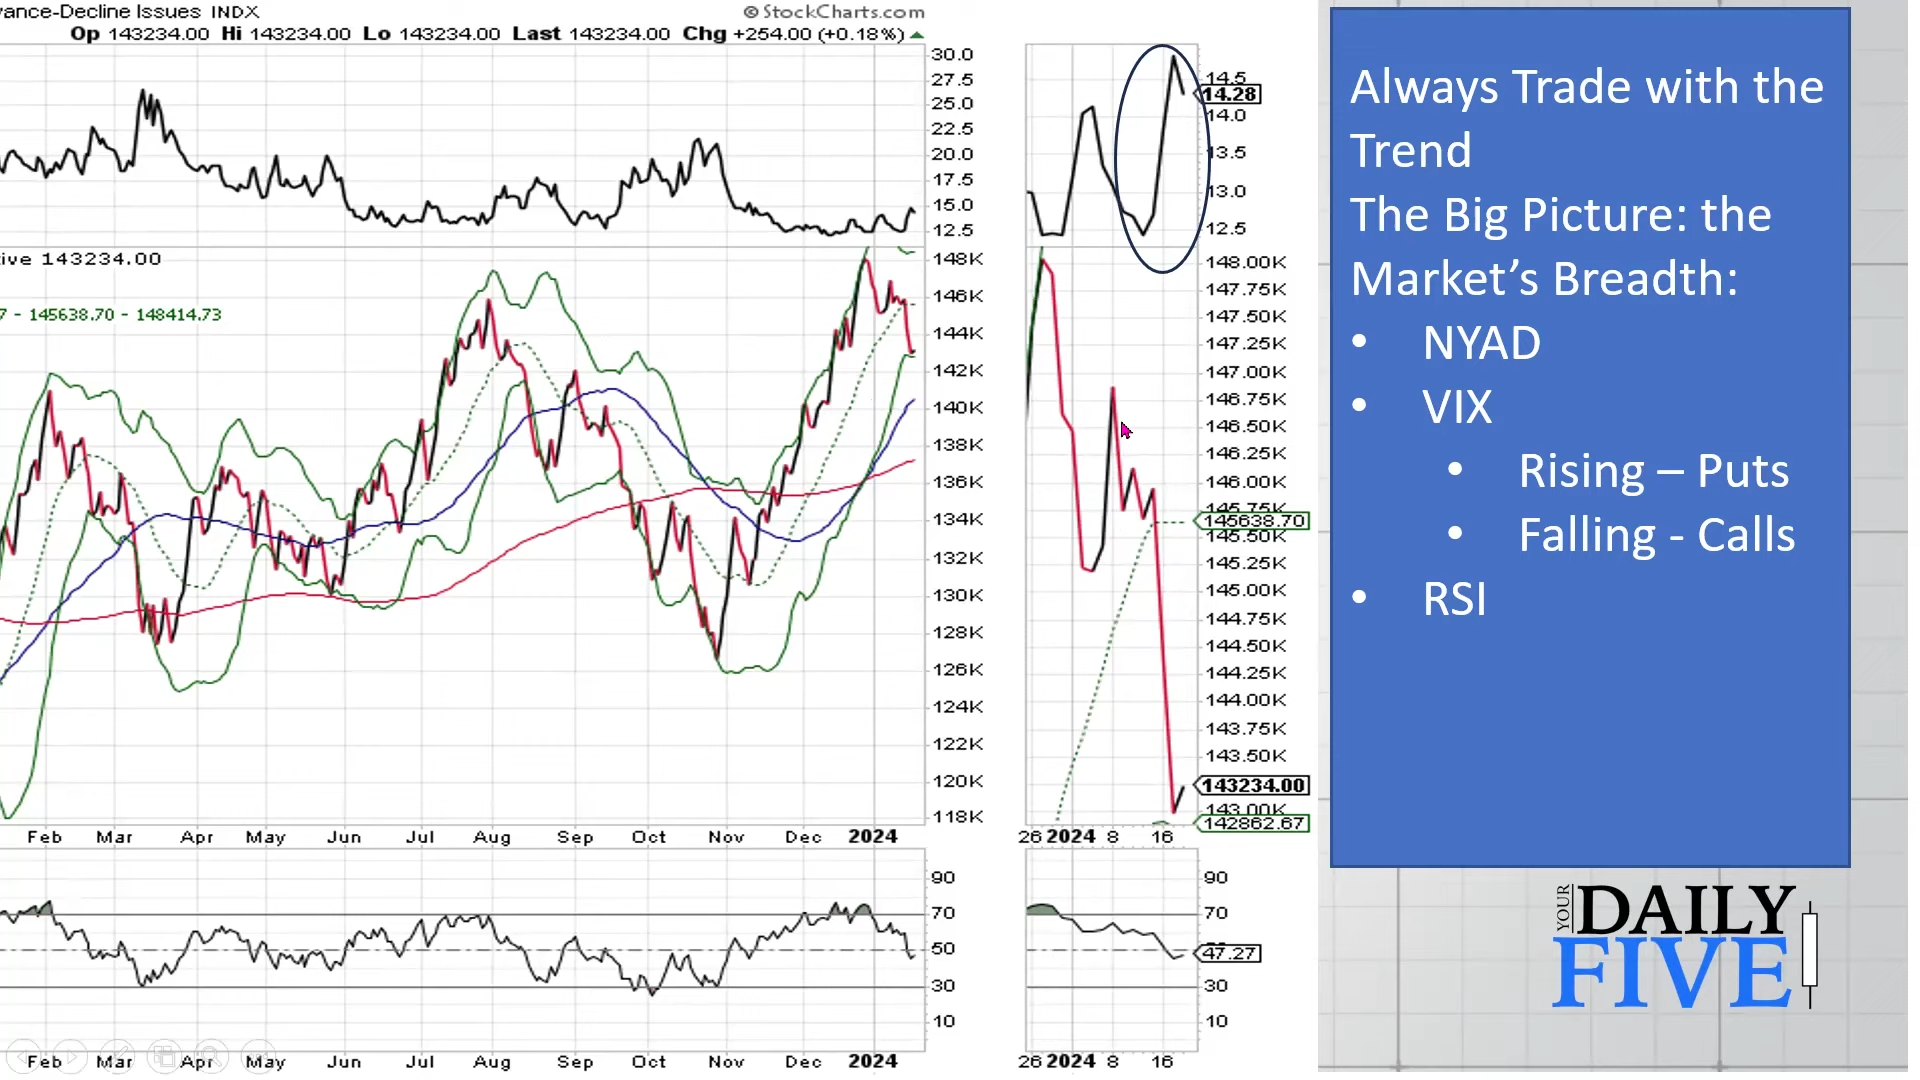 vance-Decline Issues INDX
© StockCharts.com
Op 143234.00 Hi 143234.00 Lo 143234.00 Last 143234.00 Chg +254.00 (+0.18%)
30.0
27.5
25.0
22.5
20.0
17.5
15.0
12.5
ive 143234.00
7 - 145638.70 - 148414.73
148K
146K
144K
142K
140K
138K
136K
134K
132K
130K
128K
126K
124K
122K
120K
118K
Feb Mar Apr May Jun Jul Aug Sep Oct Nov Dec 2024
90
70
50
30
10
Feb Mar Apr May Jun Jul Aug Sep Oct Nov Dec 2024
14.5
14.28
14.0
13.5
13.0
12.5
148.00K
147.75K
147.50K
147.25K
147.00K
146.75K
146.50K
146.25K
146.00K
145.75K
145638.70
145.50K
145.25K
145.00K
144.75K
144.50K
144.25K
144.00K
143.75K
143.50K
143234.00
143.00K
142862.67
26 2024 8 16
90
70
47.27
30
10
26 2024 8 16
Always Trade with the
Trend
The Big Picture: the
Market’s Breadth:
• NYAD
• VIX
• Rising – Puts
• Falling - Calls
• RSI
YOUR
DAILY
FIVE